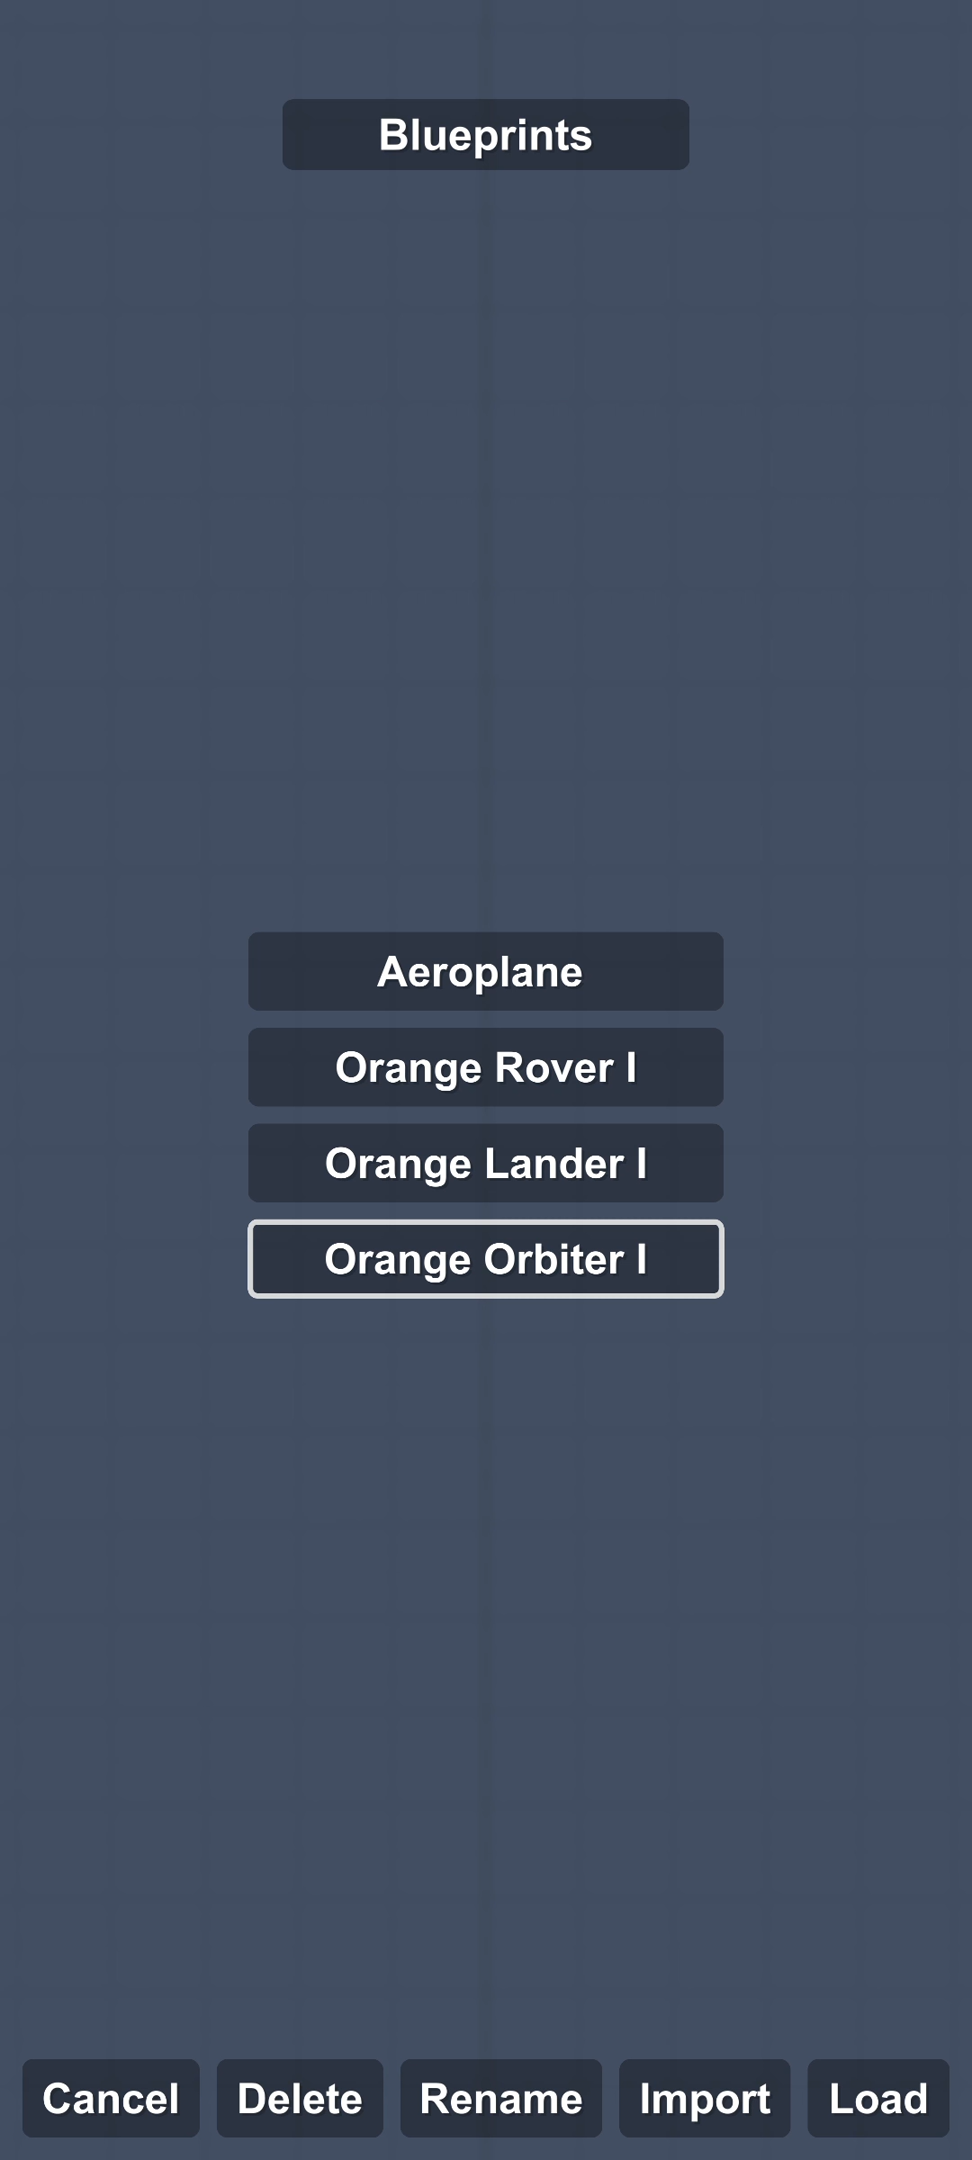 Blueprints
Aeroplane
Orange Rover I
Orange Lander I
Orange Orbiter I
Cancel Delete Rename Import Load